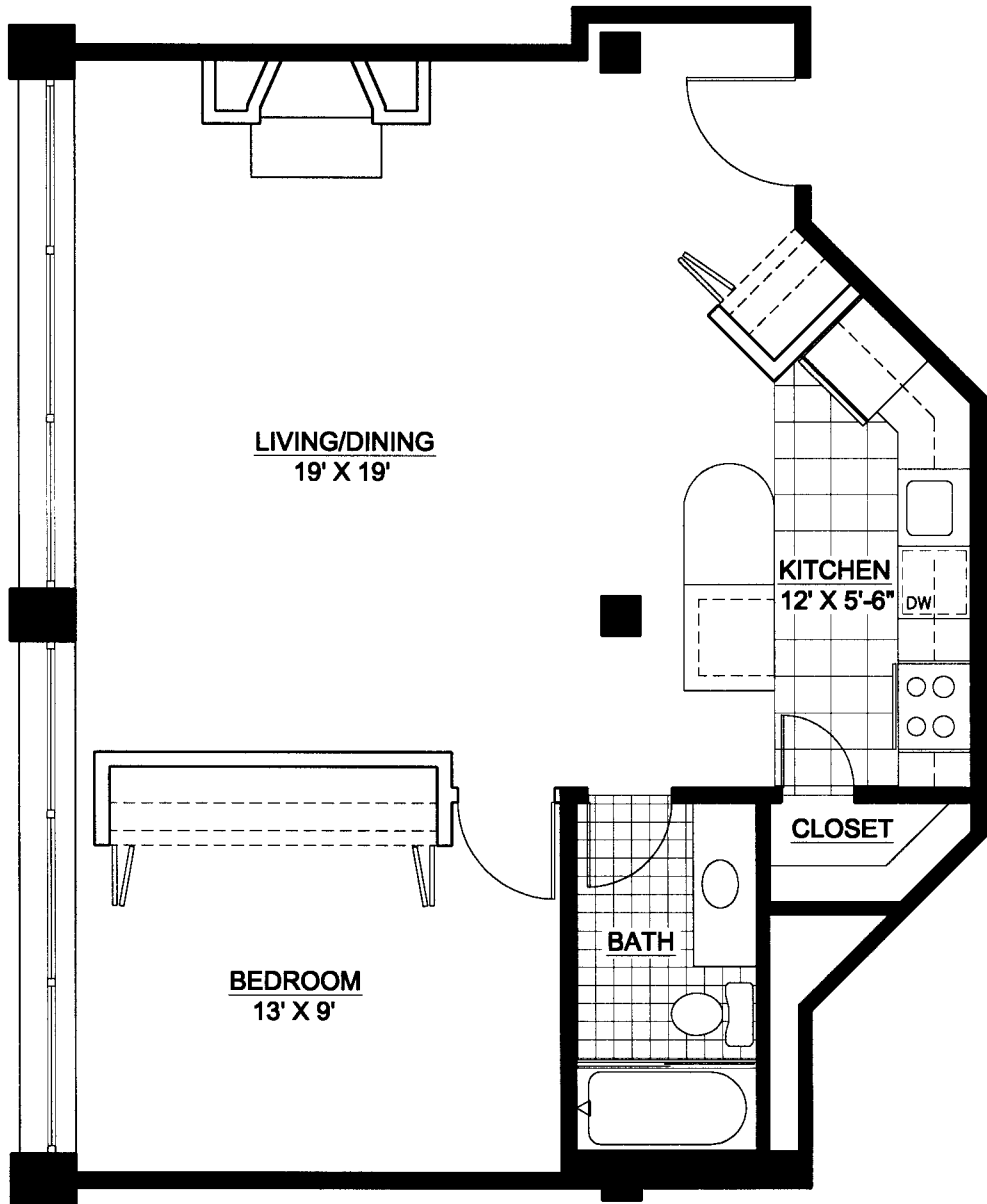 LIVING/DINING
19' X 19'
KITCHEN
12' X 5'-6"
DW
CLOSET
BATH
BEDROOM
13' X 9'